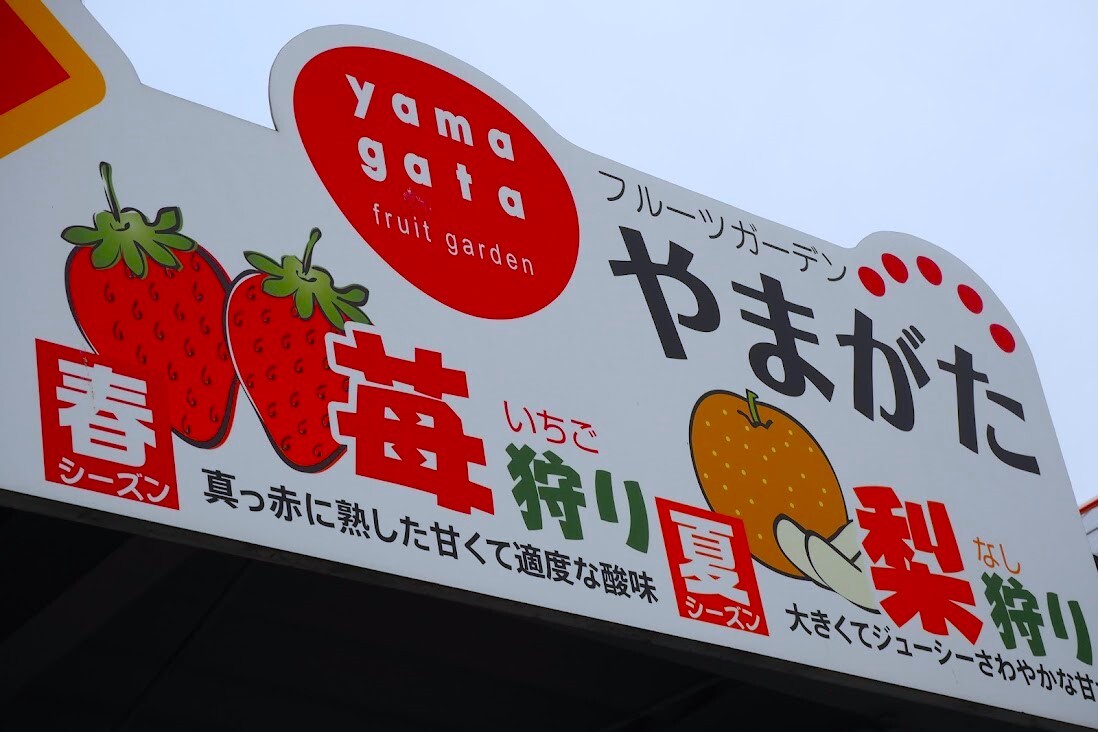 yama
gata
fruit garden
フルーツガーデン
やまがた
春
シーズン
苺狩り
いちご
真っ赤に熟した甘くて適度な酸味
夏
シーズン
梨狩り
なし
大きくてジューシーさわやかな甘